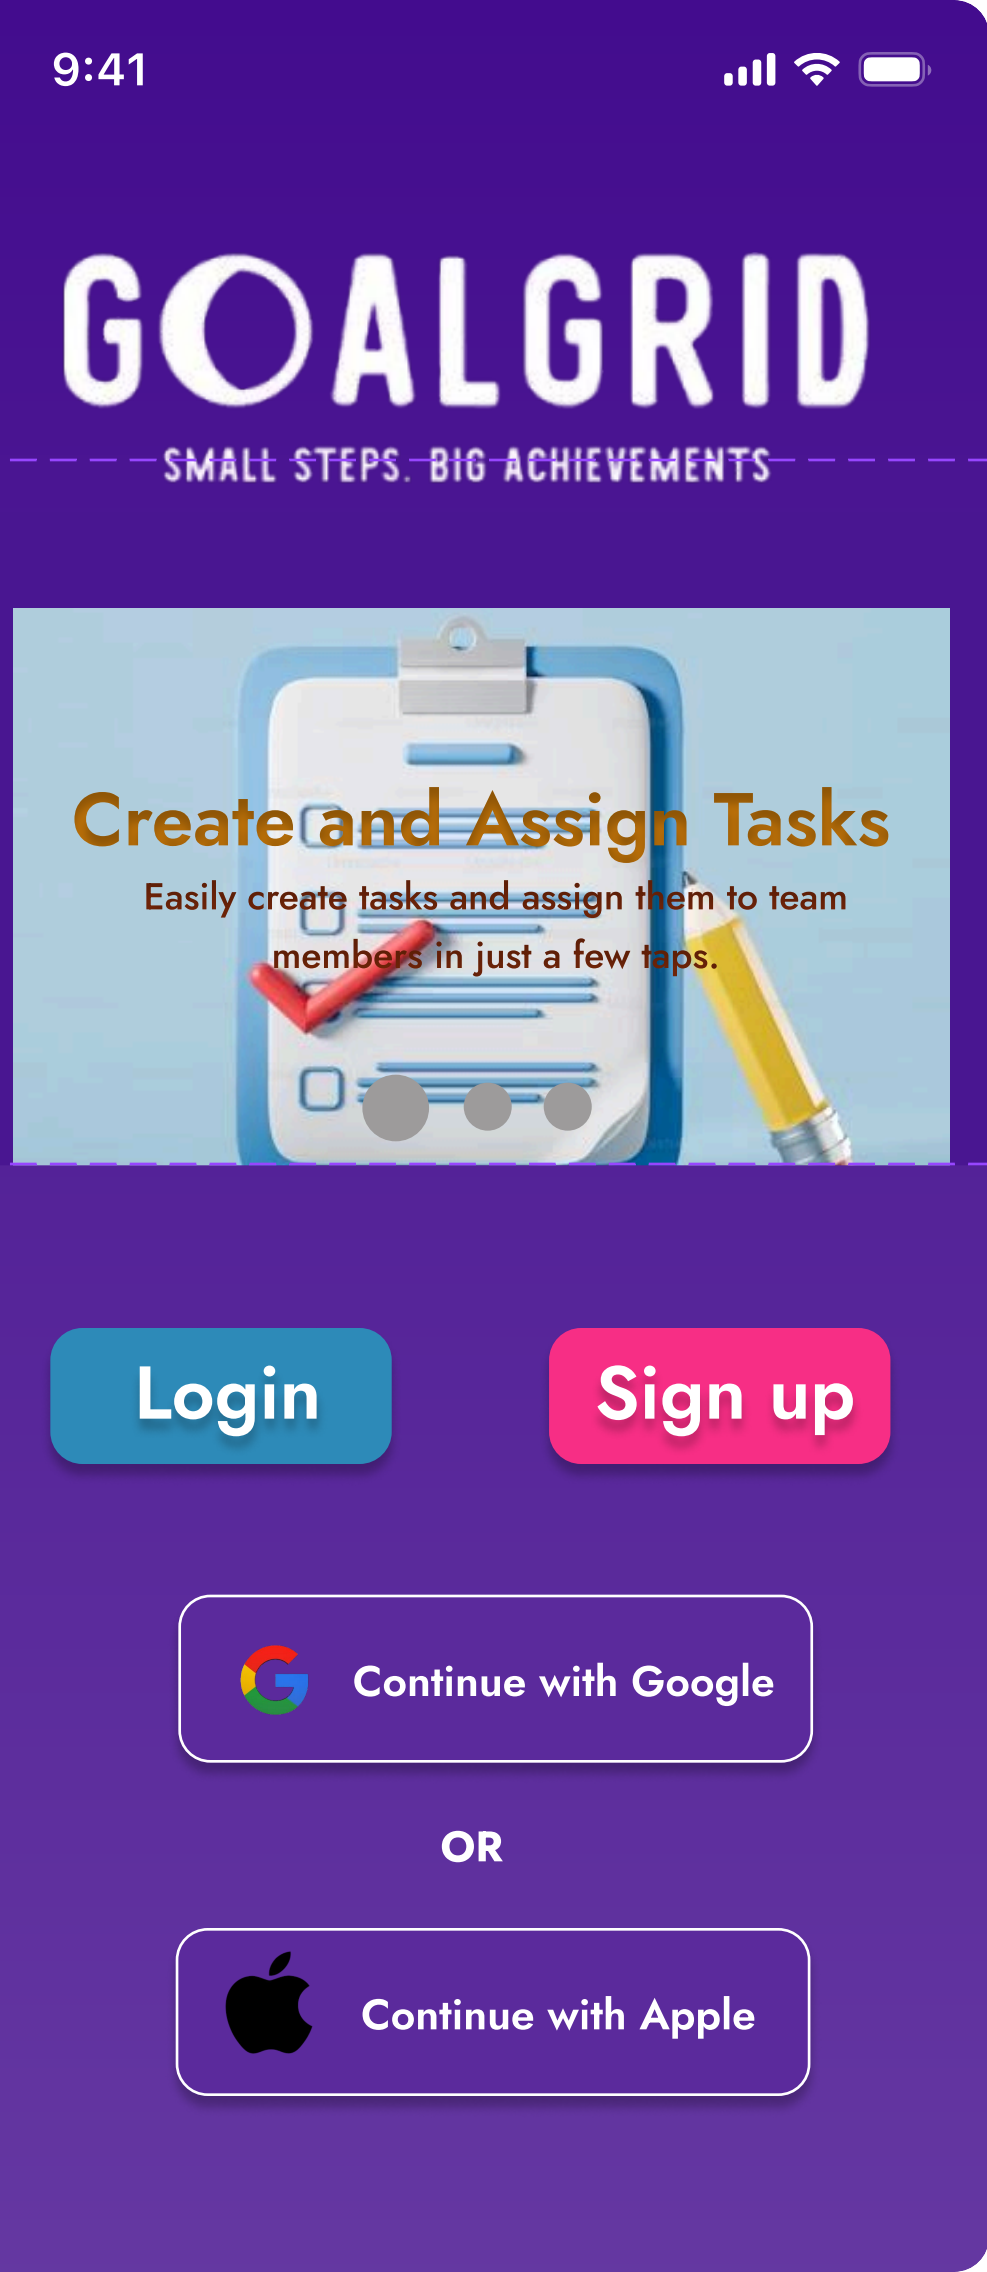 9:41
GOALGRID
SMALL STEPS. BIG ACHIEVEMENTS
Create and Assign Tasks
Easily create tasks and assign them to team
members in just a few taps.
Login
Sign up
Continue with Google
OR
Continue with Apple